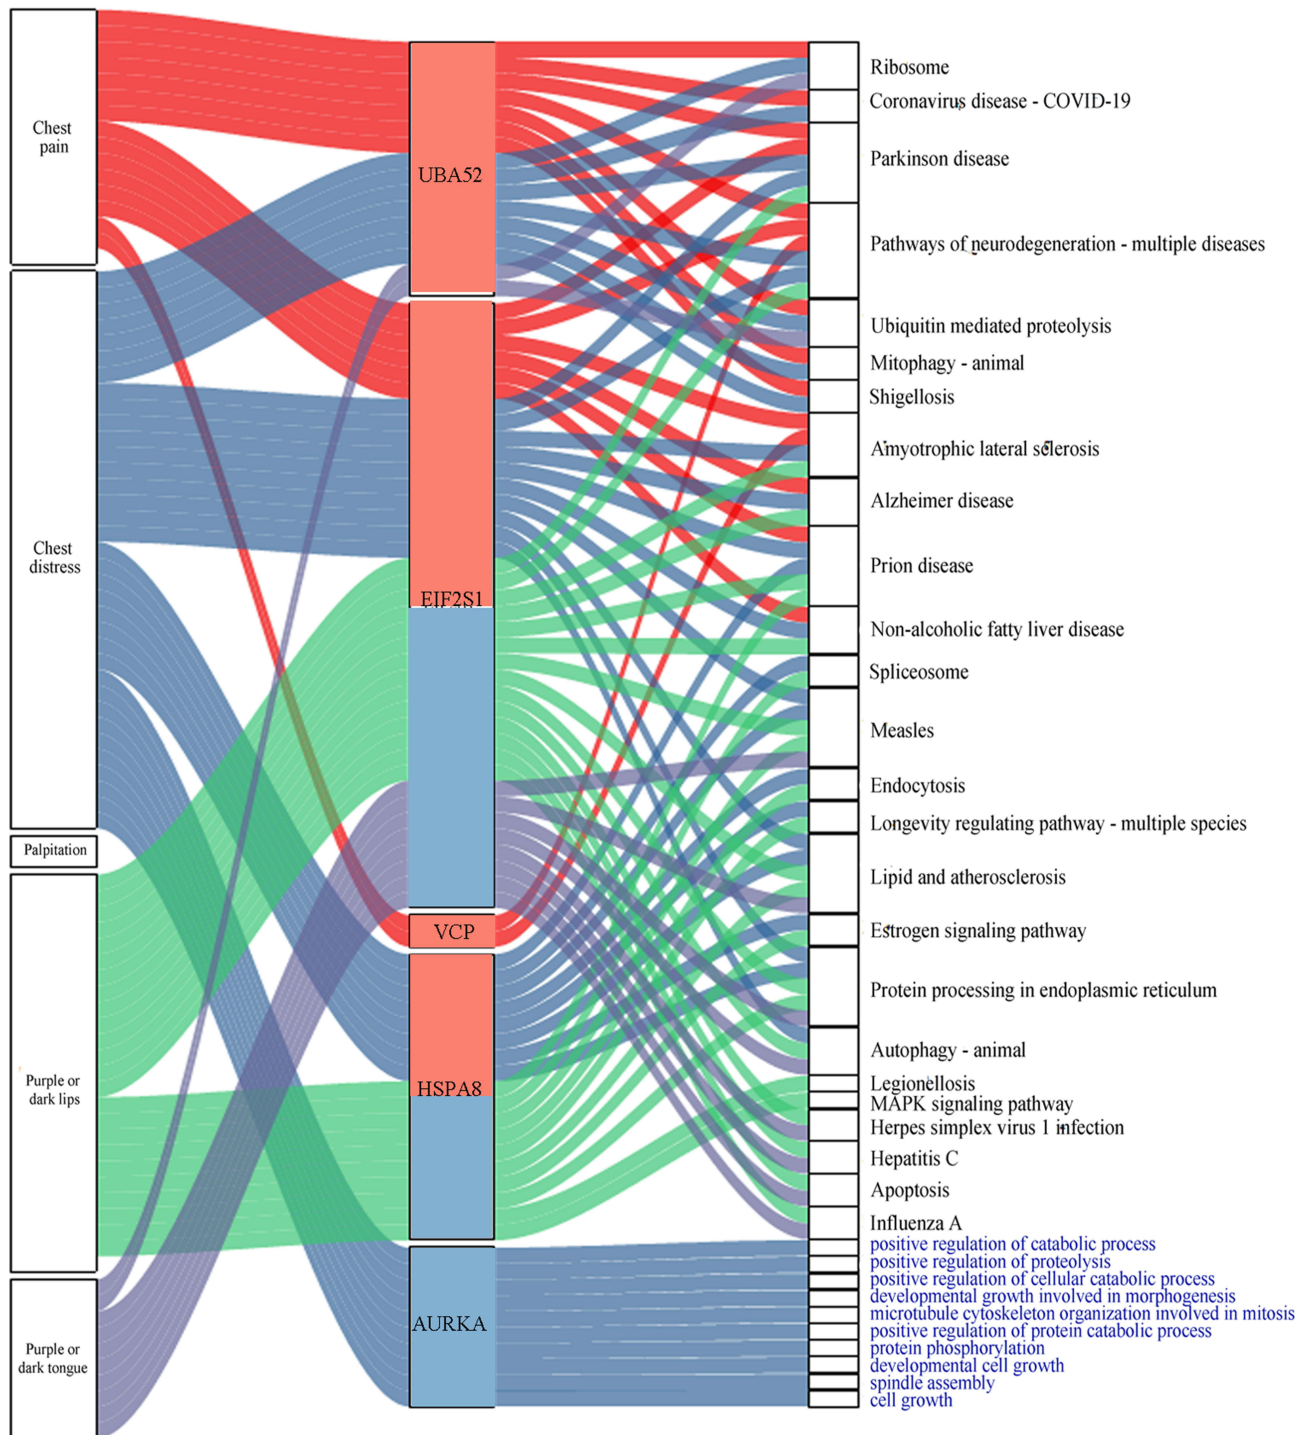 Chest
pain
Chest
distress
Palpitation
Purple or
dark lips
Purple or
dark tongue
UBA52
EIF2S1
VCP
HSPA8
AURKA
Ribosome
Coronavirus disease - COVID-19
Parkinson disease
Pathways of neurodegeneration - multiple diseases
Ubiquitin mediated proteolysis
Mitophagy - animal
Shigellosis
Amyotrophic lateral sclerosis
Alzheimer disease
Prion disease
Non-alcoholic fatty liver disease
Spliceosome
Measles
Endocytosis
Longevity regulating pathway - multiple species
Lipid and atherosclerosis
Estrogen signaling pathway
Protein processing in endoplasmic reticulum
Autophagy - animal
Legionellosis
MAPK signaling pathway
Herpes simplex virus 1 infection
Hepatitis C
Apoptosis
Influenza A
positive regulation of catabolic process
positive regulation of proteolysis
positive regulation of cellular catabolic process
developmental growth involved in morphogenesis
microtubule cytoskeleton organization involved in mitosis
positive regulation of protein catabolic process
protein phosphorylation
developmental cell growth
spindle assembly
cell growth